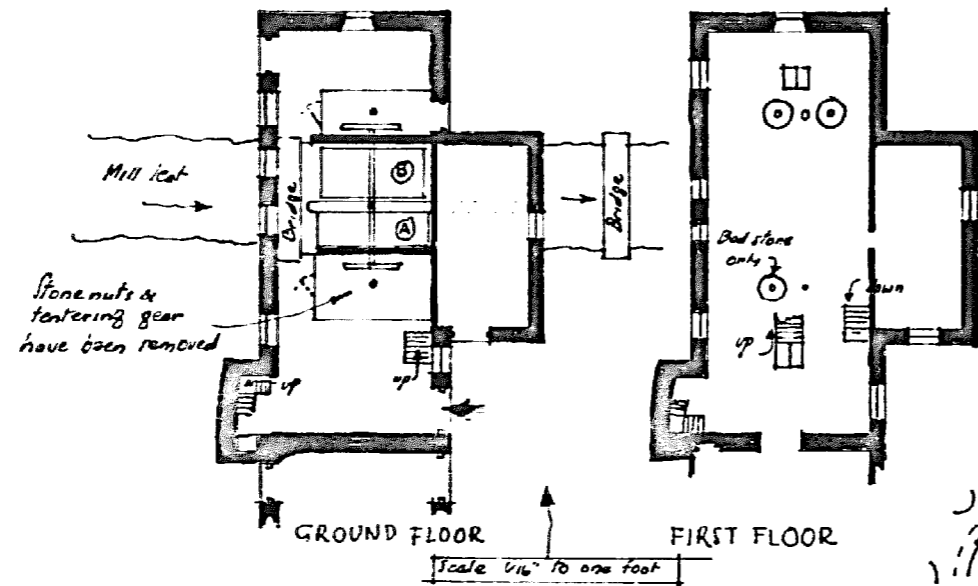 Mill leat
Bridge
B
A
Bridge
Stone nuts &
tentering gear
have been removed
up
up
GROUND FLOOR
Bed stone
only
down
up
FIRST FLOOR
Scale 1/16" to one foot